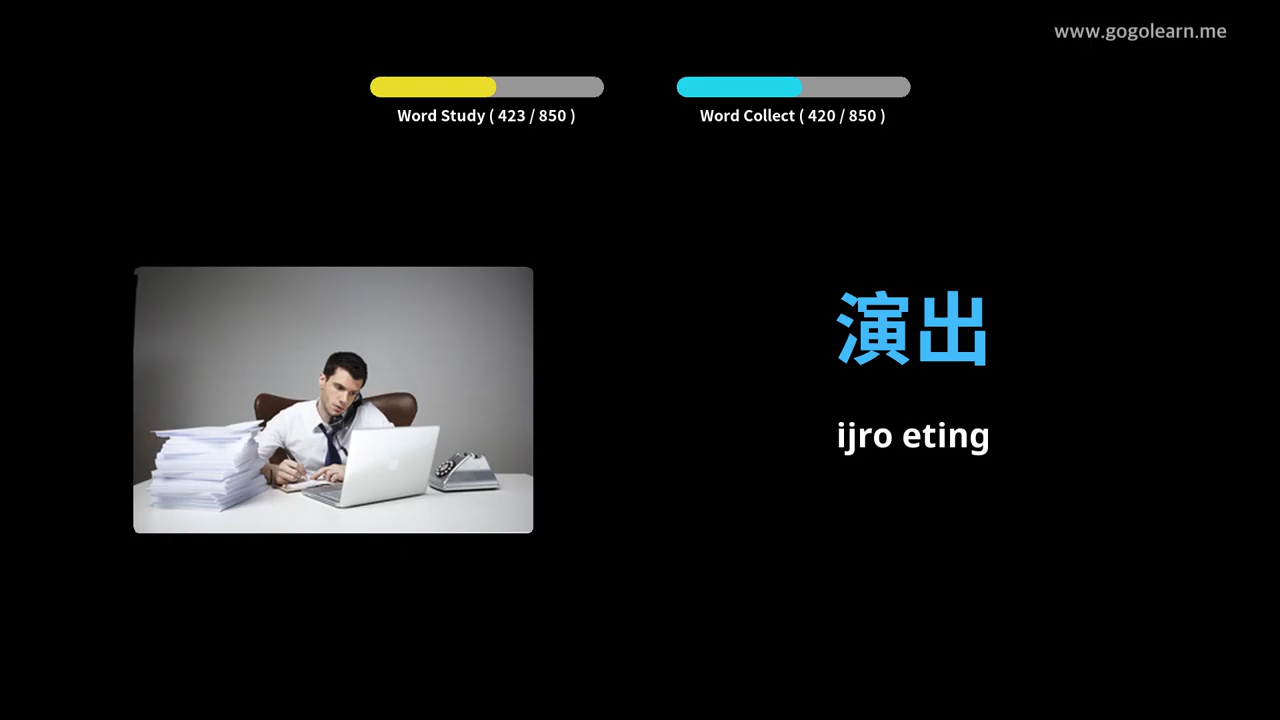 www.gogolearn.me
Word Study ( 423 / 850 )
Word Collect ( 420 / 850 )
演出
ijro eting